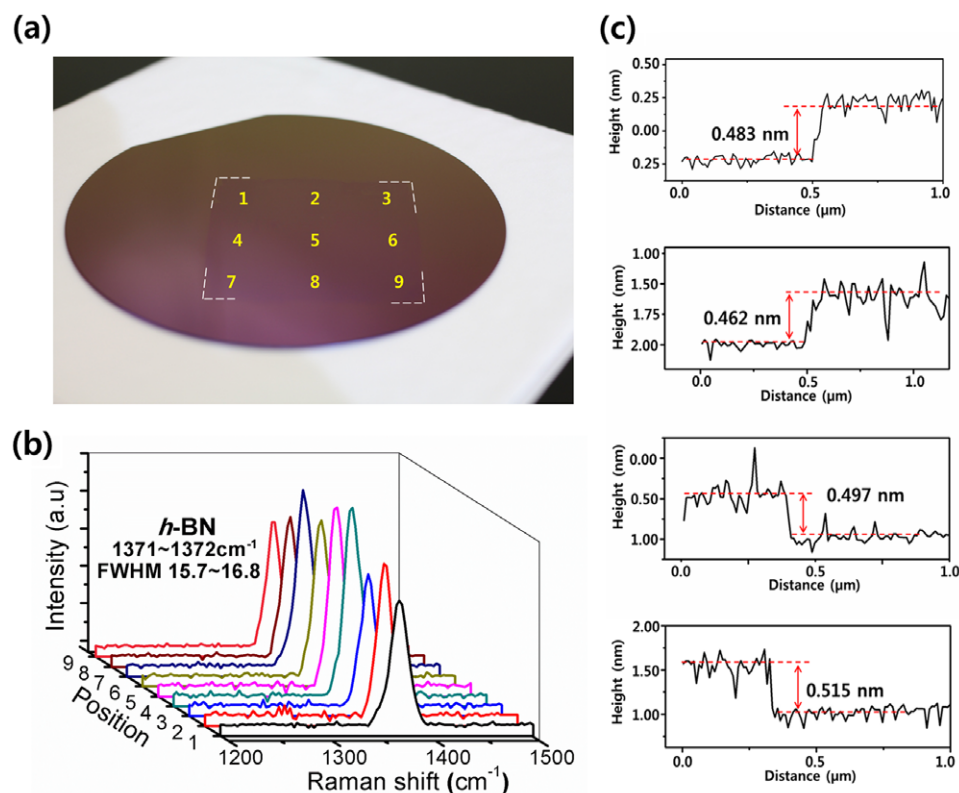 (a)
1 2 3
4 5 6
7 8 9
(b)
Intensity (a.u)
h-BN
1371~1372cm-1
FWHM 15.7~16.8
9 8 7 6 5 4 3 2 1
Position
1200 1300 1400 1500
Raman shift (cm-1)
(c)
Height (nm)
0.50
0.25
0.00
0.25
0.483 nm
0.0 0.5 1.0
Distance (μm)
Height (nm)
1.00
1.50
1.75
2.00
0.462 nm
0.0 0.5 1.0
Distance (μm)
Height (nm)
0.00
0.50
1.00
0.497 nm
0.0 0.5 1.0
Distance (μm)
Height (nm)
2.00
1.50
1.00
0.515 nm
0.0 0.5 1.0
Distance (μm)